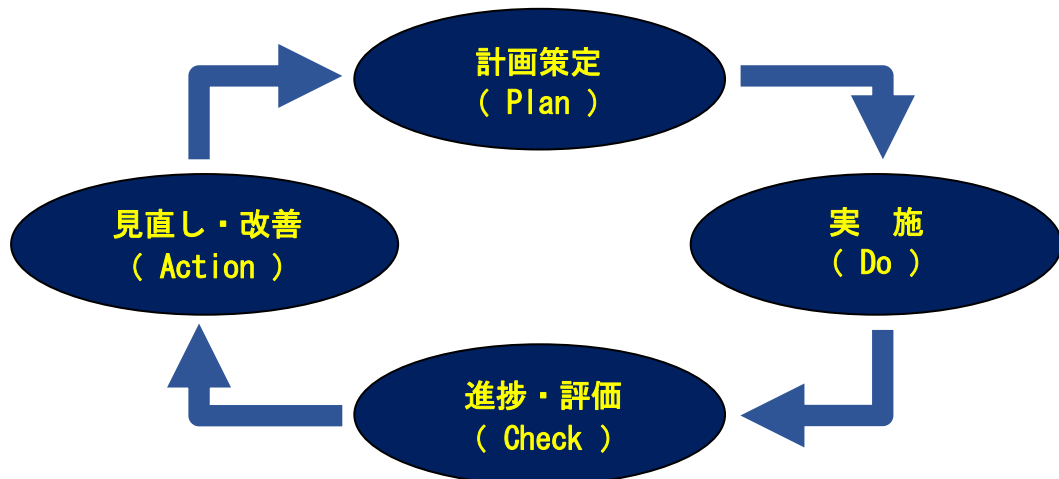 計画策定
( Plan )
見直し・改善
( Action )
実　施
( Do )
進捗・評価
( Check )